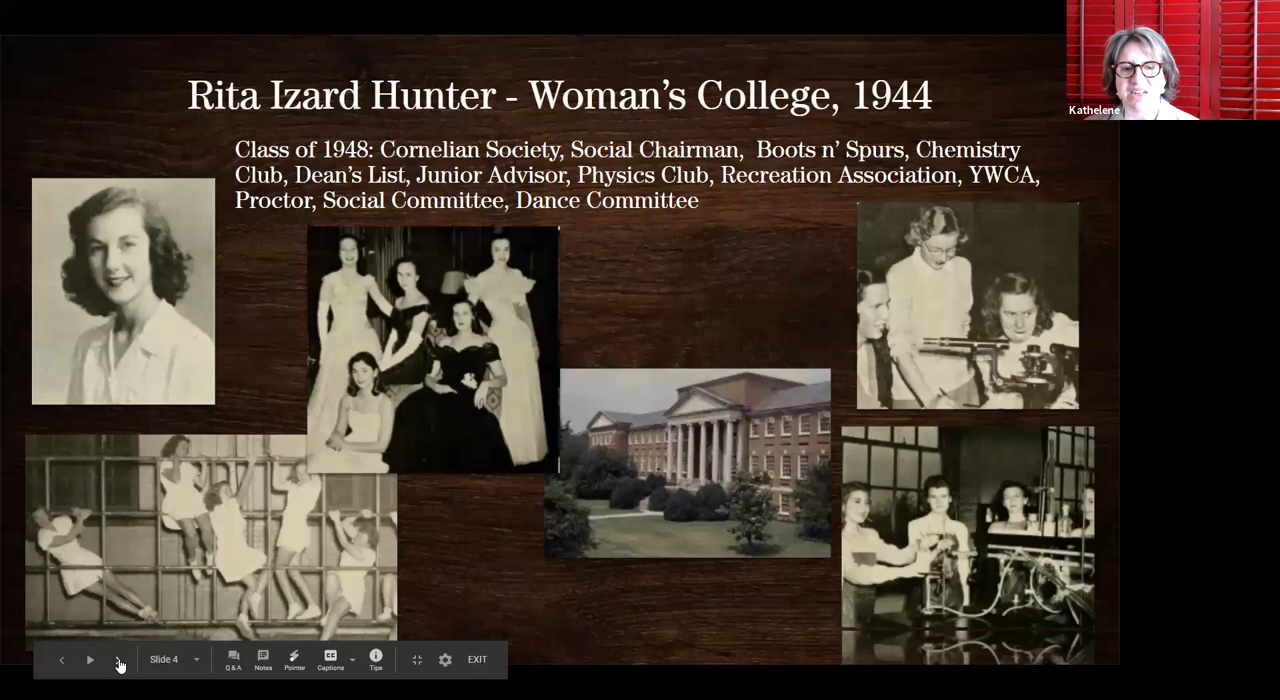 Rita Izard Hunter - Woman's College, 1944
Kathelene
Class of 1948: Cornelian Society, Social Chairman,  Boots n' Spurs, Chemistry
Club, Dean's List, Junior Advisor, Physics Club, Recreation Association, YWCA,
Proctor, Social Committee, Dance Committee
Slide 4
Q & A
Notes
Pointer
Captions
Tips
EXIT